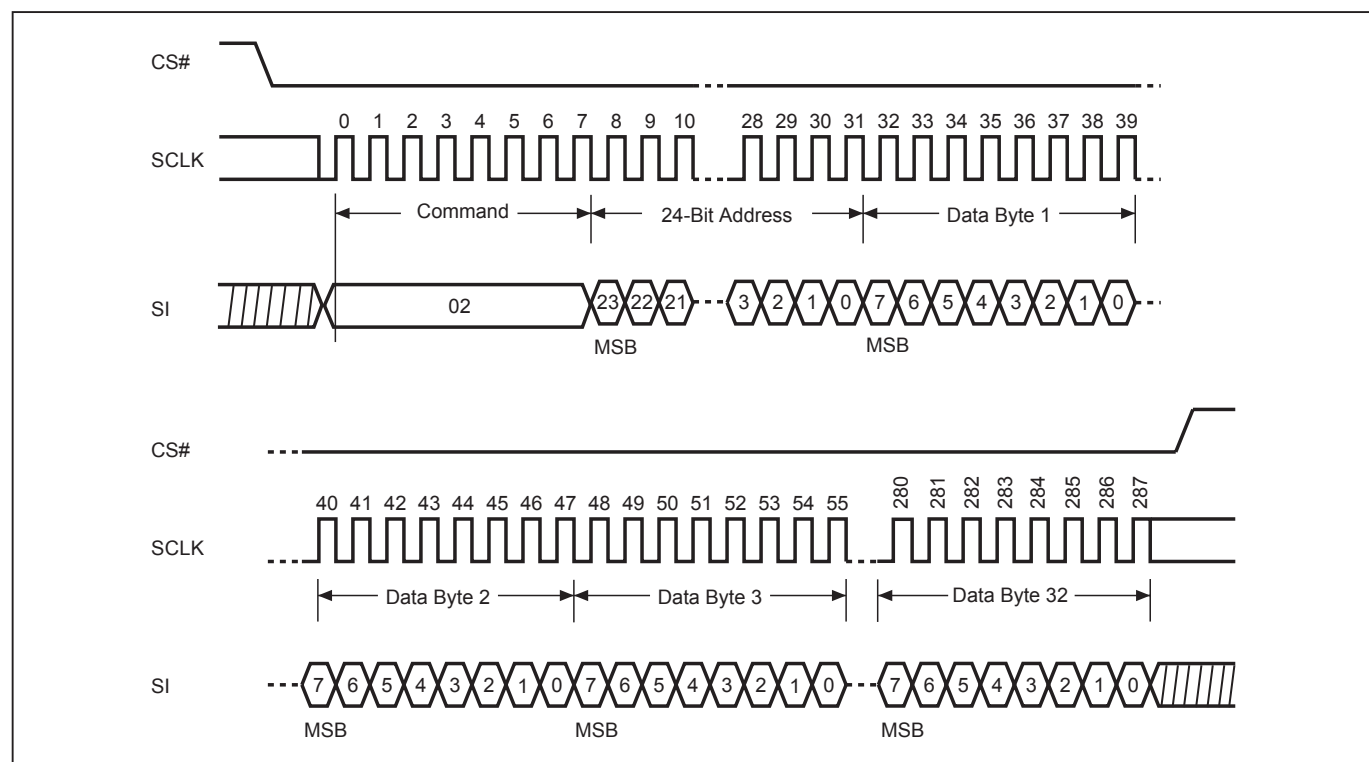 CS#
0 1 2 3 4 5 6 7 8 9 10 28 29 30 31 32 33 34 35 36 37 38 39
SCLK
Command 24-Bit Address Data Byte 1
SI 02 23 22 21 3 2 1 0 7 6 5 4 3 2 1 0
MSB MSB
CS#
40 41 42 43 44 45 46 47 48 49 50 51 52 53 54 55 280 281 282 283 284 285 286 287
SCLK
Data Byte 2 Data Byte 3 Data Byte 32
SI 7 6 5 4 3 2 1 0 7 6 5 4 3 2 1 0 7 6 5 4 3 2 1 0
MSB MSB MSB